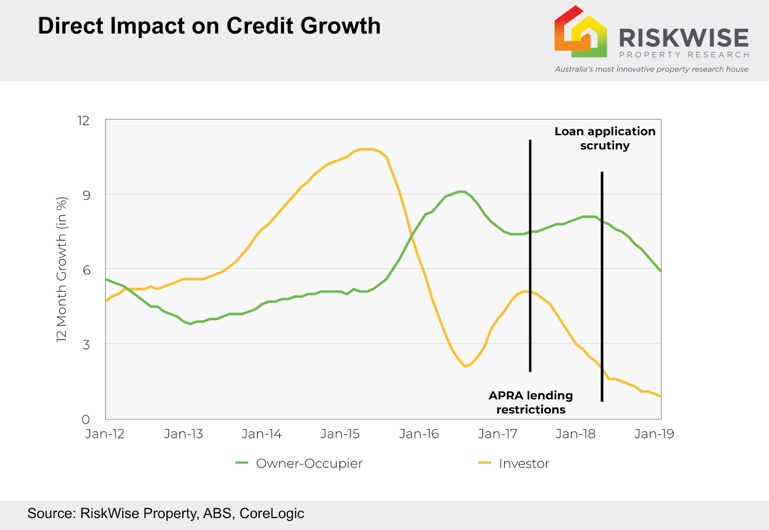 Direct Impact on Credit Growth
RISKWISE
PROPERTY RESEARCH
Australia's most innovative property research house
12 Month Growth (in %)
12
9
6
3
0
Loan application
scrutiny
APRA lending
restrictions
Jan-12 Jan-13 Jan-14 Jan-15 Jan-16 Jan-17 Jan-18 Jan-19
Owner-Occupier Investor
Source: RiskWise Property, ABS, CoreLogic